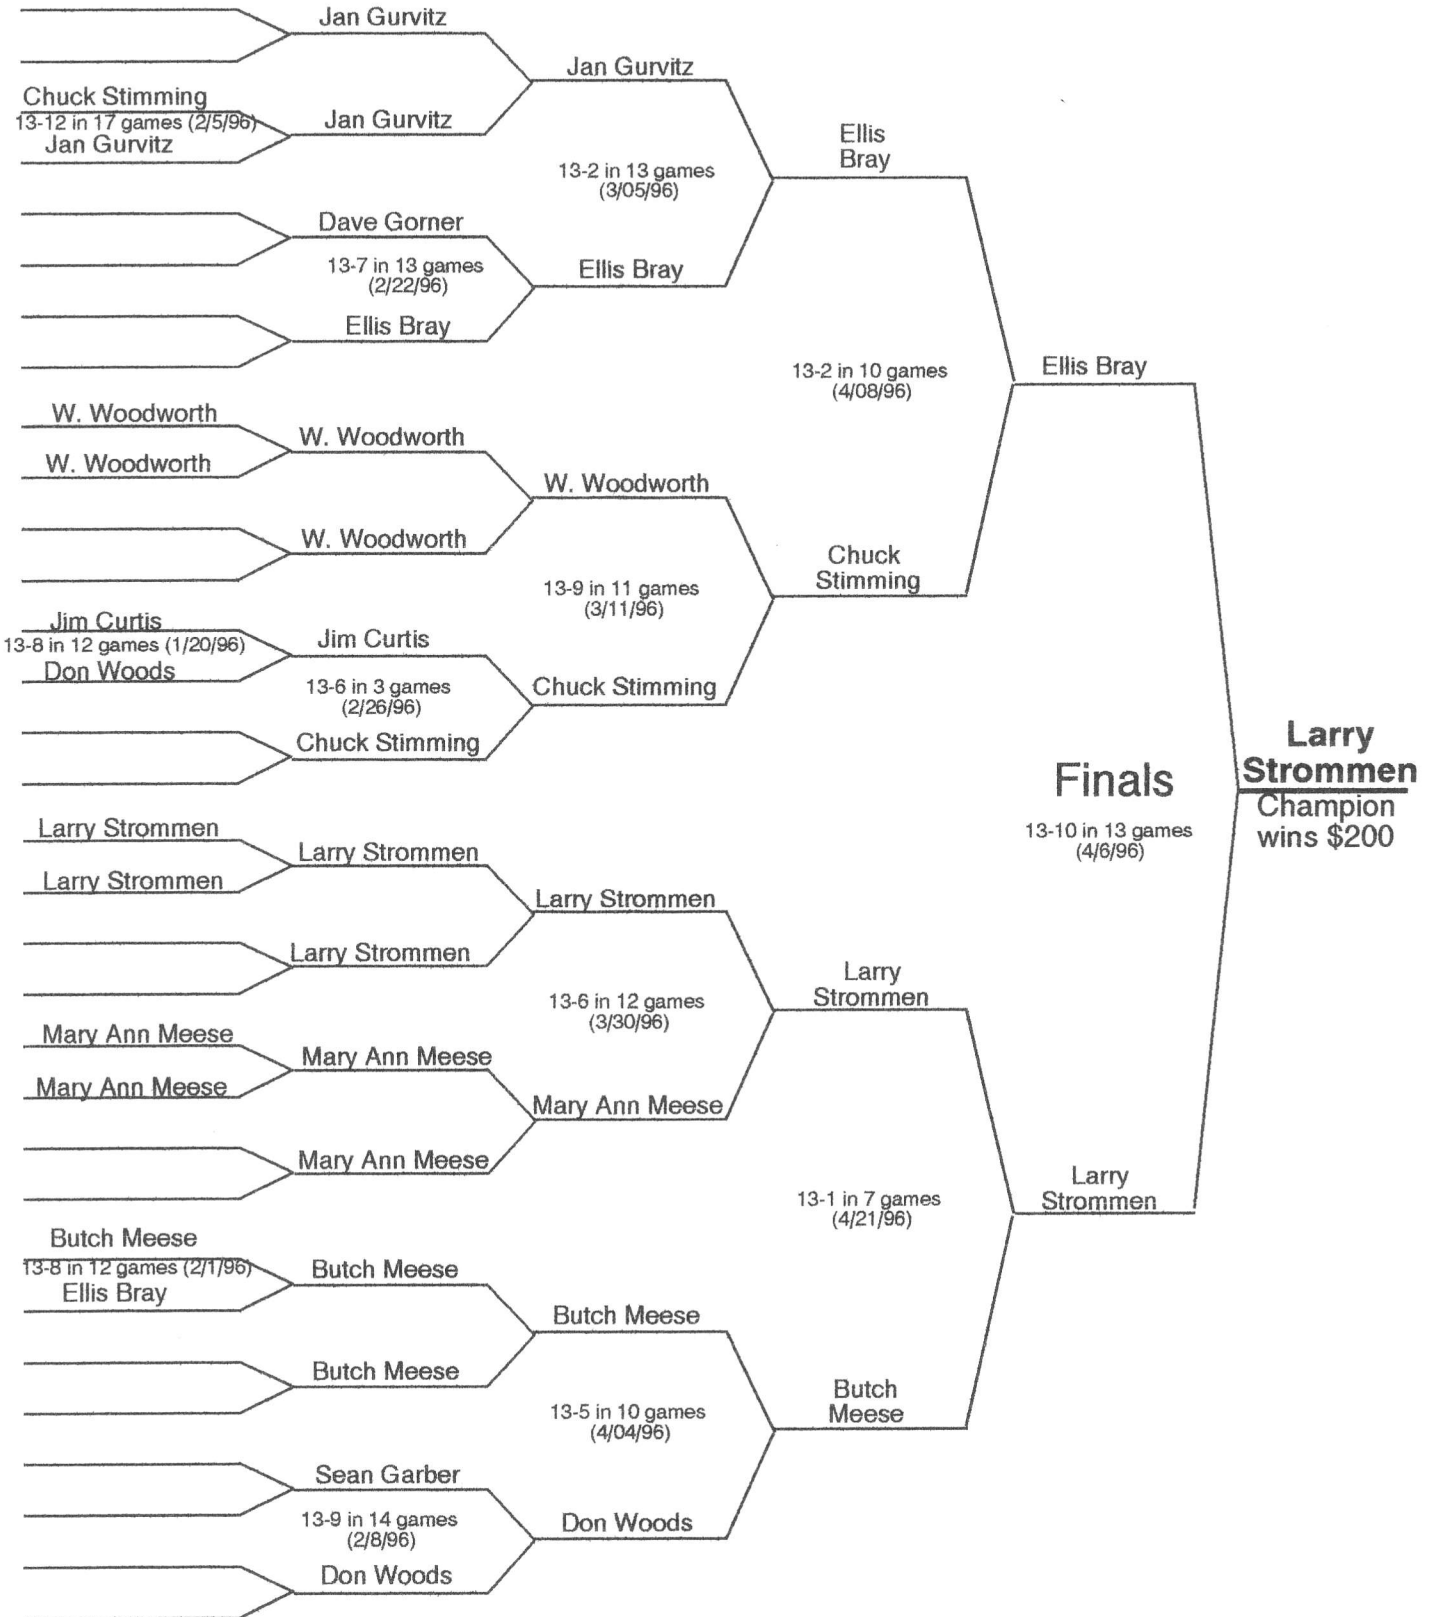 Jan Gurvitz
Chuck Stimming
13-12 in 17 games (2/5/96)
Jan Gurvitz
Jan Gurvitz
Jan Gurvitz
13-2 in 13 games
(3/05/96)
Ellis
Bray
Dave Gorner
13-7 in 13 games
(2/22/96)
Ellis Bray
Ellis Bray
13-2 in 10 games
(4/08/96)
Ellis Bray
W. Woodworth
W. Woodworth
W. Woodworth
W. Woodworth
W. Woodworth
13-9 in 11 games
(3/11/96)
Chuck
Stimming
Jim Curtis
13-8 in 12 games (1/20/96)
Don Woods
Jim Curtis
13-6 in 3 games
(2/26/96)
Chuck Stimming
Chuck Stimming
Finals
13-10 in 13 games
(4/6/96)
Larry
Strommen
Champion
wins $200
Larry Strommen
Larry Strommen
Larry Strommen
Larry Strommen
Larry Strommen
13-6 in 12 games
(3/30/96)
Larry
Strommen
Mary Ann Meese
Mary Ann Meese
Mary Ann Meese
Mary Ann Meese
Mary Ann Meese
13-1 in 7 games
(4/21/96)
Larry
Strommen
Butch Meese
13-8 in 12 games (2/1/96)
Ellis Bray
Butch Meese
Butch Meese
Butch Meese
13-5 in 10 games
(4/04/96)
Butch
Meese
Sean Garber
13-9 in 14 games
(2/8/96)
Don Woods
Don Woods